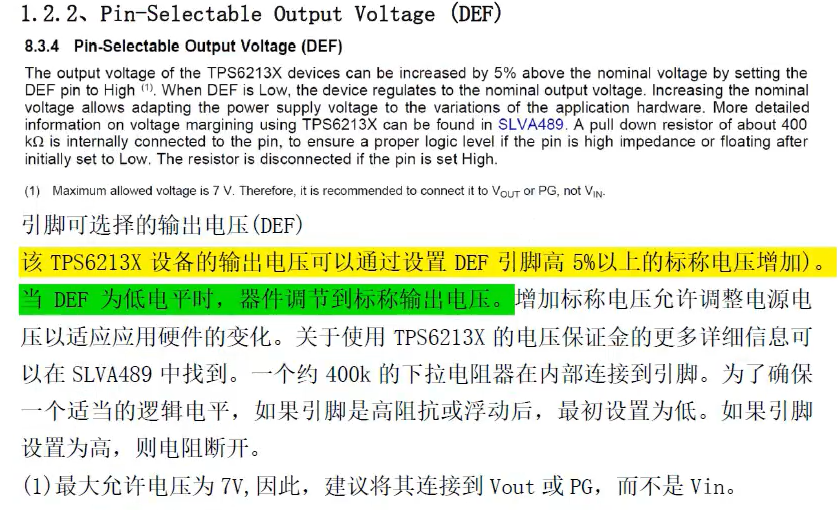 1.2.2、Pin-Selectable Output Voltage (DEF)
8.3.4 Pin-Selectable Output Voltage (DEF)
The output voltage of the TPS6213X devices can be increased by 5% above the nominal voltage by setting the
DEF pin to High (1). When DEF is Low, the device regulates to the nominal output voltage. Increasing the nominal
voltage allows adapting the power supply voltage to the variations of the application hardware. More detailed
information on voltage margining using TPS6213X can be found in SLVA489. A pull down resistor of about 400
kΩ is internally connected to the pin, to ensure a proper logic level if the pin is high impedance or floating after
initially set to Low. The resistor is disconnected if the pin is set High.
(1) Maximum allowed voltage is 7 V. Therefore, it is recommended to connect it to VOUT or PG, not VIN.
引脚可选择的输出电压(DEF)
该 TPS6213X 设备的输出电压可以通过设置 DEF 引脚高 5%以上的标称电压增加)。
当 DEF 为低电平时，器件调节到标称输出电压。增加标称电压允许调整电源电
压以适应应用硬件的变化。关于使用 TPS6213X 的电压保证金的更多详细信息可
以在 SLVA489 中找到。一个约 400k 的下拉电阻器在内部连接到引脚。为了确保
一个适当的逻辑电平，如果引脚是高阻抗或浮动后，最初设置为低。如果引脚
设置为高，则电阻断开。
(1)最大允许电压为 7V,因此，建议将其连接到 Vout 或 PG，而不是 Vin。